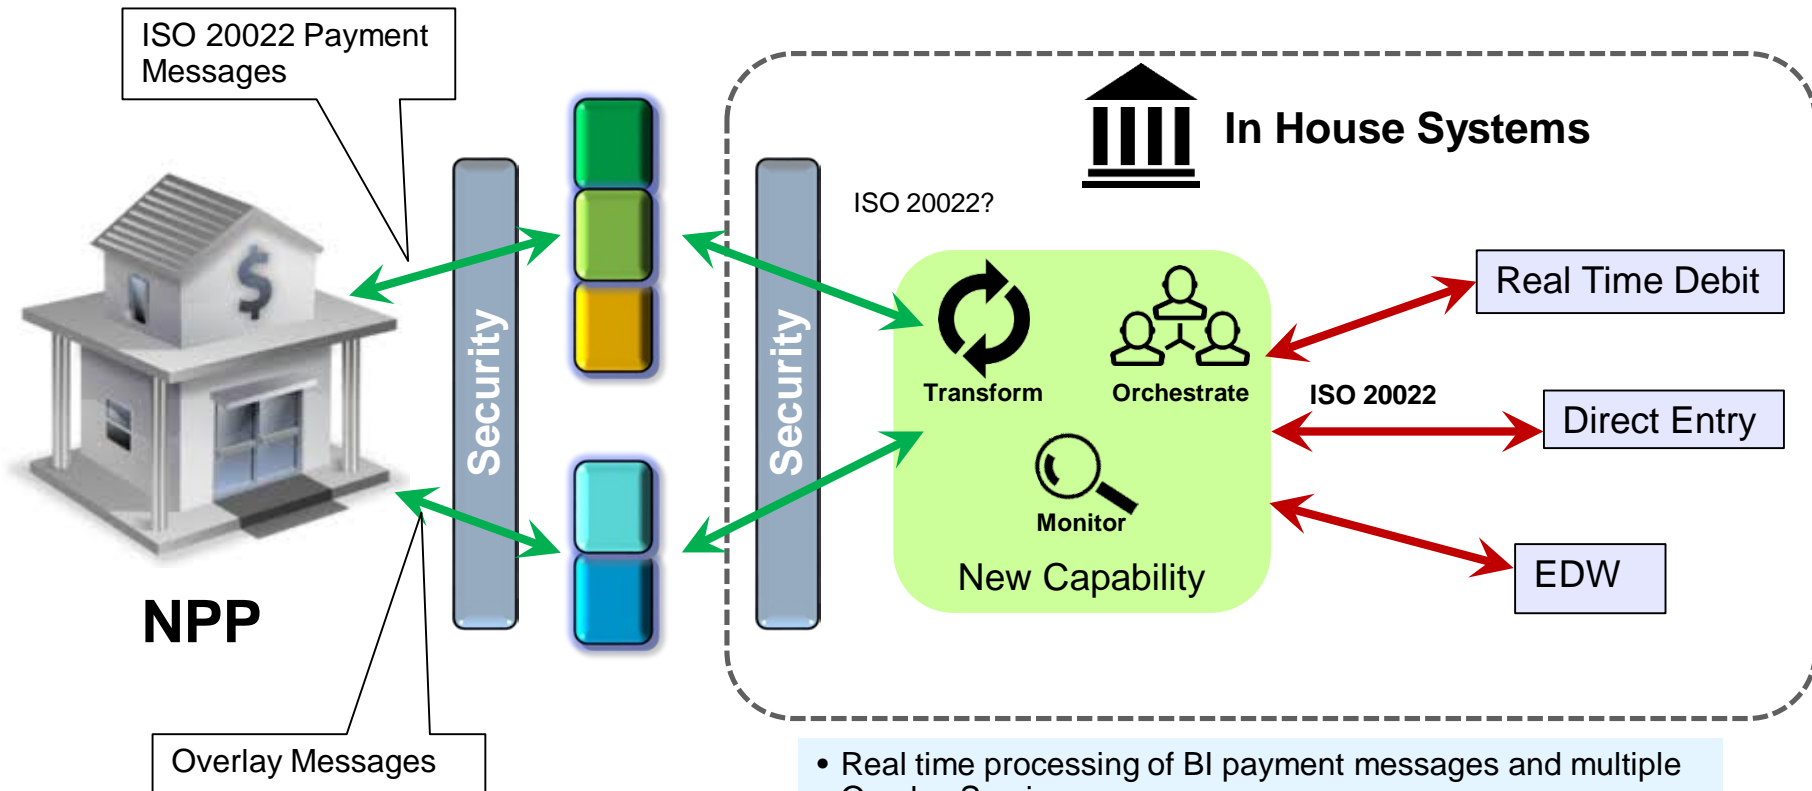 ISO 20022 Payment
Messages
In House Systems
ISO 20022?
Security
Security
Real Time Debit
Transform
Orchestrate
ISO 20022
Direct Entry
Monitor
New Capability
EDW
NPP
Overlay Messages
• Real time processing of BI payment messages and multiple